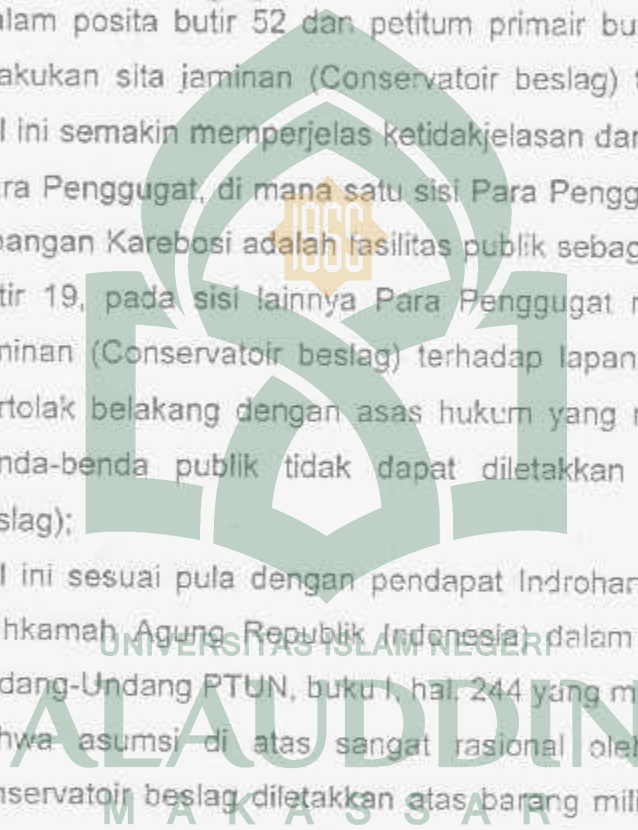 alam posita butir 52 dan petitum primair bu
akukan sita jaminan (Conservatoir beslag) t
l ini semakin memperjelas ketidakjelasan dar
ara Penggugat, di mana satu sisi Para Pengg
pangan Karebosi adalah fasilitas publik sebag
tir 19, pada sisi lainnya Para Penggugat m
minan (Conservatoir beslag) terhadap lapan
rtolak belakang dengan asas hukum yang m
nda-benda publik tidak dapat diletakkan
slag);
l ini sesuai pula dengan pendapat Indrohar
hkamah Agung Republik Indonesia) dalam
UNIVERSITAS ISLAM NEGERI
dang-Undang PTUN, buku I, hal. 244 yang m
ALAUDDIN
hwa asumsi di atas sangat rasional oleh
nservatoir beslag diletakkan atas barang mili
MAKASSAR